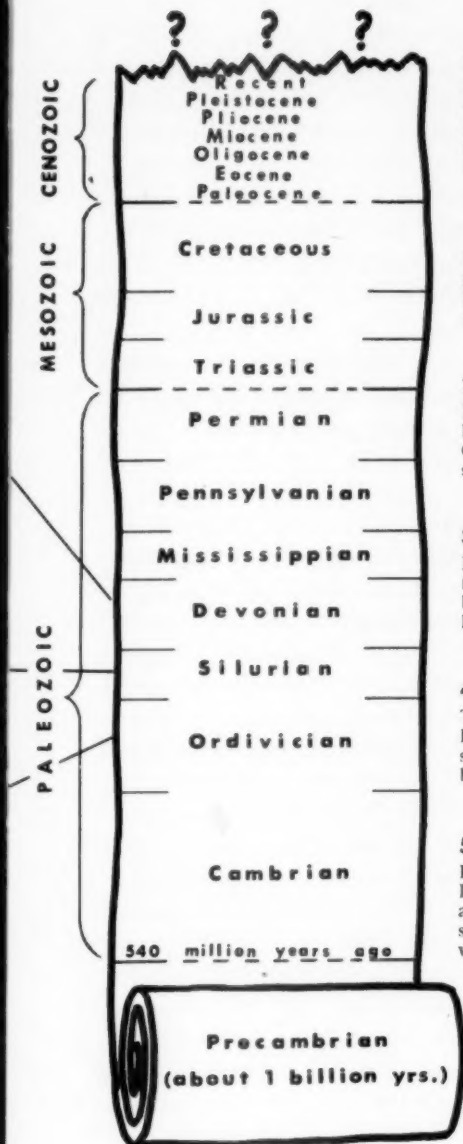 ? ? ?
CENOZOIC
Recent
Pleistocene
Pliocene
Miocene
Oligocene
Eocene
Paleocene
MESOZOIC
Cretaceous
Jurassic
Triassic
PALEOZOIC
Permian
Pennsylvanian
Mississippian
Devonian
Silurian
Ordivician
Cambrian
540 million years ago
Precambrian
(about 1 billion yrs.)